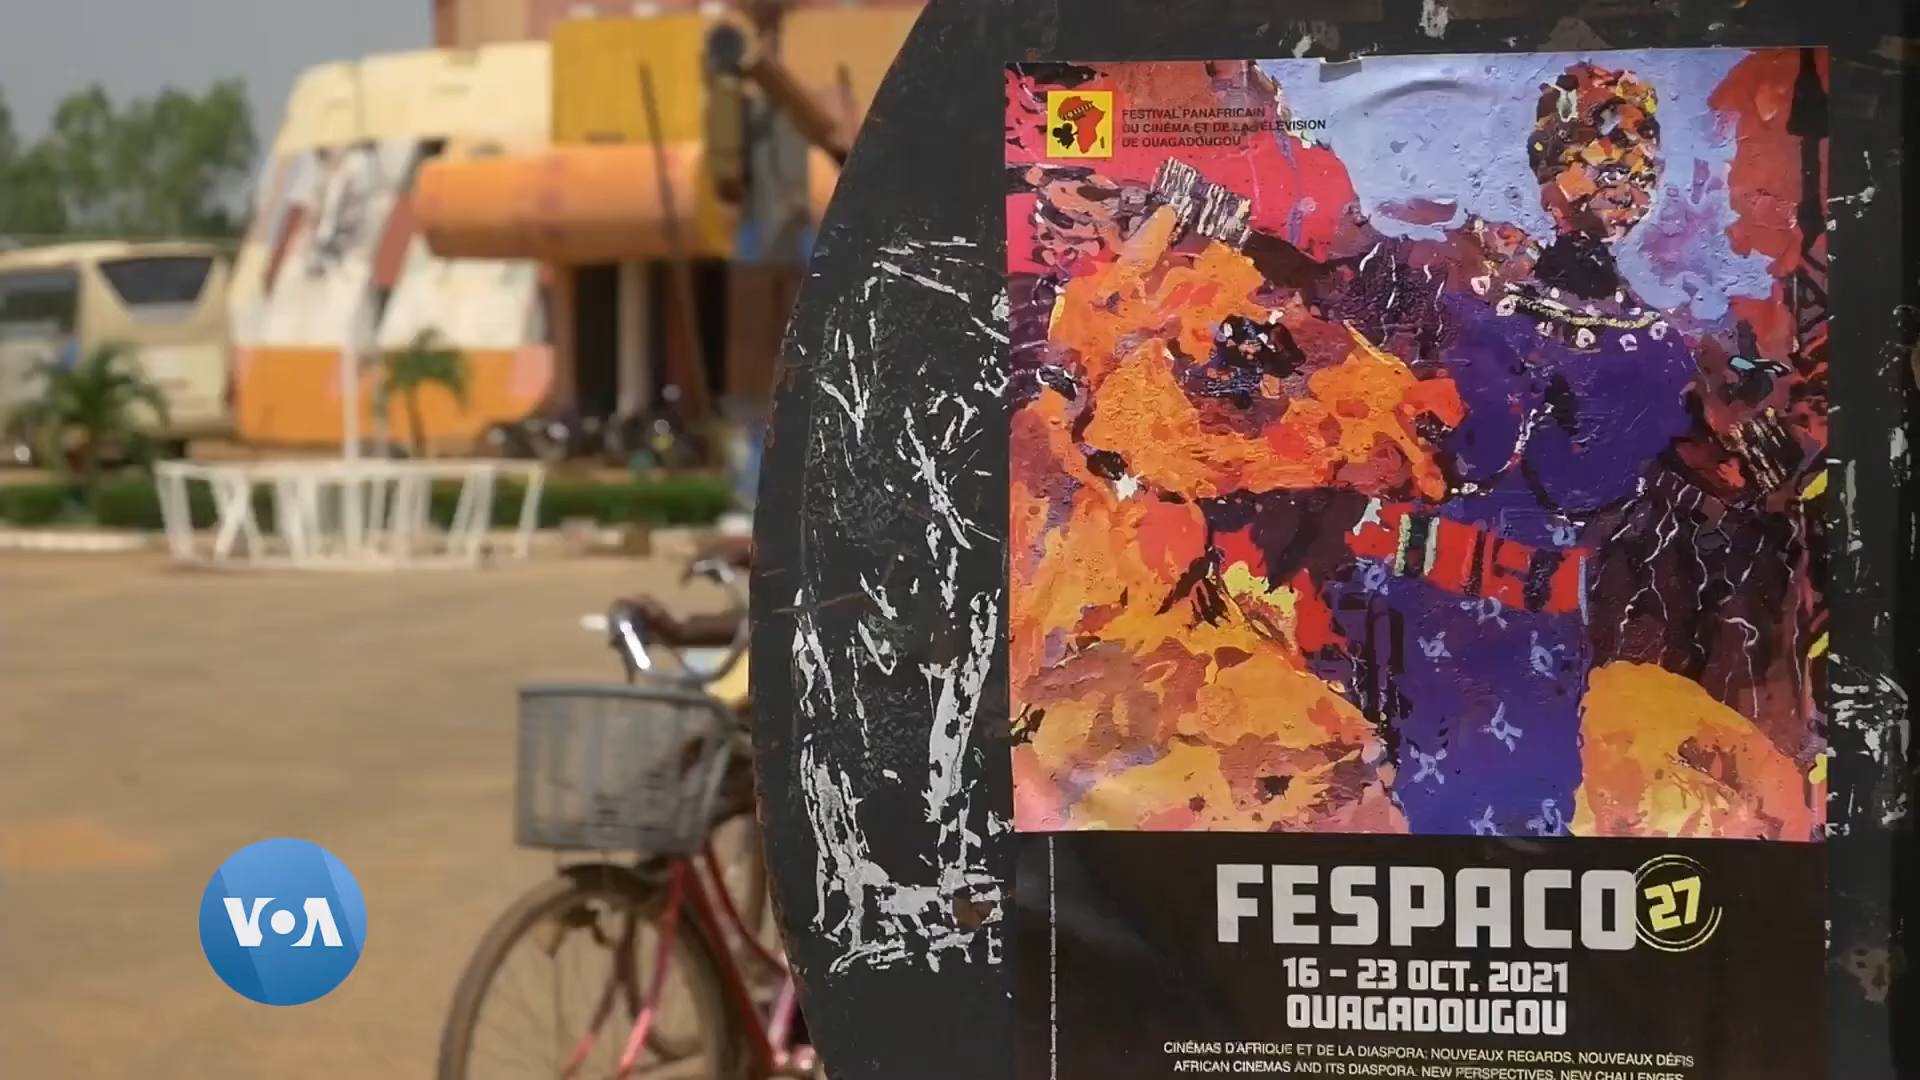 FESTIVAL PANAFRICAIN
DU CINÉMA ET DE LA TÉLÉVISION
DE OUAGADOUGOU
FESPACO 27
16 – 23 OCT. 2021
OUAGADOUGOU
CINÉMAS D'AFRIQUE ET DE LA DIASPORA: NOUVEAUX REGARDS, NOUVEAUX DÉFIS
AFRICAN CINEMAS AND ITS DIASPORA: NEW PERSPECTIVES, NEW CHALLENGES
VOA